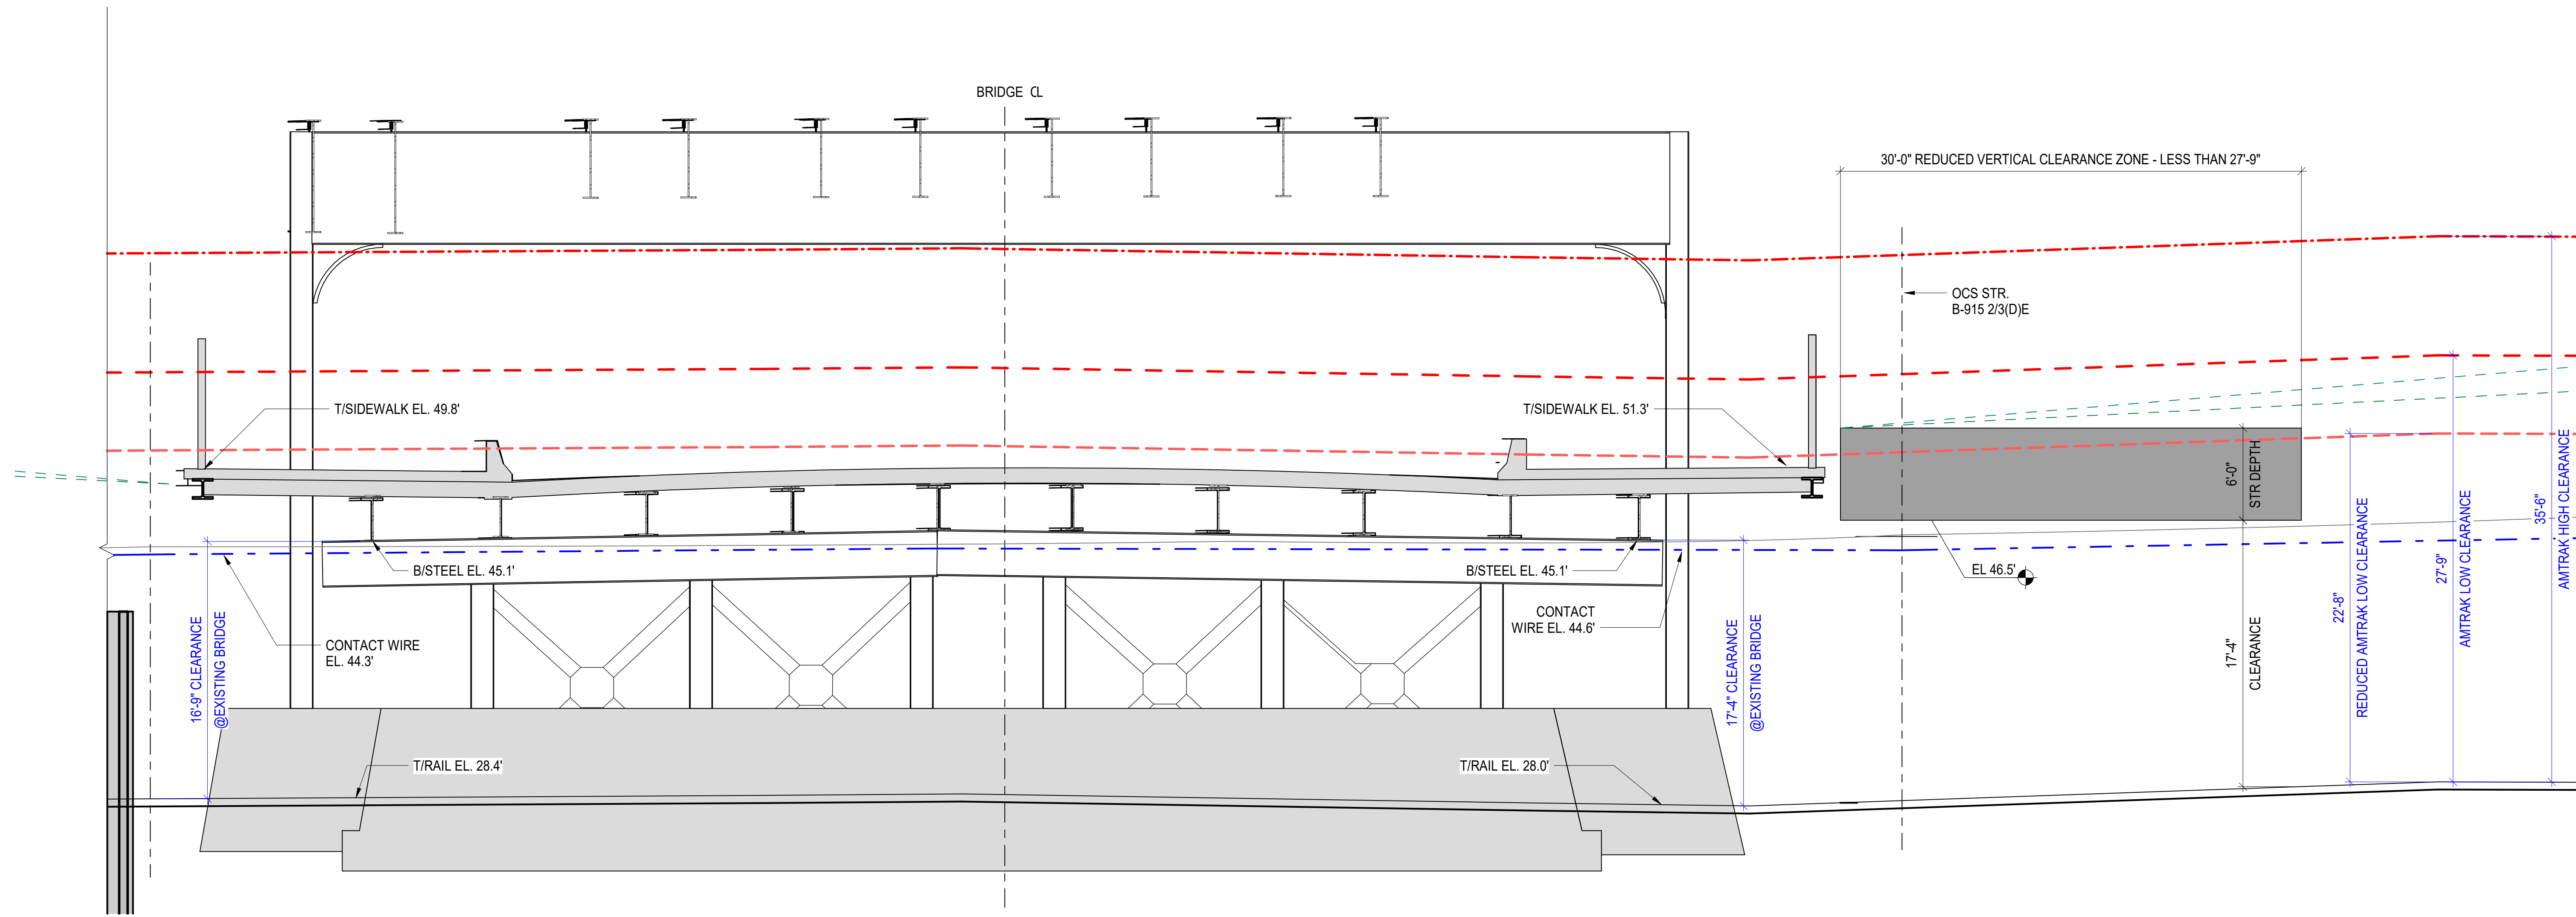 BRIDGE CL
30'-0" REDUCED VERTICAL CLEARANCE ZONE - LESS THAN 27'-9"
OCS STR.
B-915 2/3(D)E
T/SIDEWALK EL. 49.8'
T/SIDEWALK EL. 51.3'
B/STEEL EL. 45.1'
B/STEEL EL. 45.1'
EL 46.5'
CONTACT WIRE
EL. 44.3'
CONTACT
WIRE EL. 44.6'
16'-9" CLEARANCE
@EXISTING BRIDGE
17'-4" CLEARANCE
@EXISTING BRIDGE
6'-0"
STR DEPTH
17'-4"
CLEARANCE
22'-8"
REDUCED AMTRAK LOW CLEARANCE
27'-9"
AMTRAK LOW CLEARANCE
35'-6"
AMTRAK HIGH CLEARANCE
T/RAIL EL. 28.4'
T/RAIL EL. 28.0'